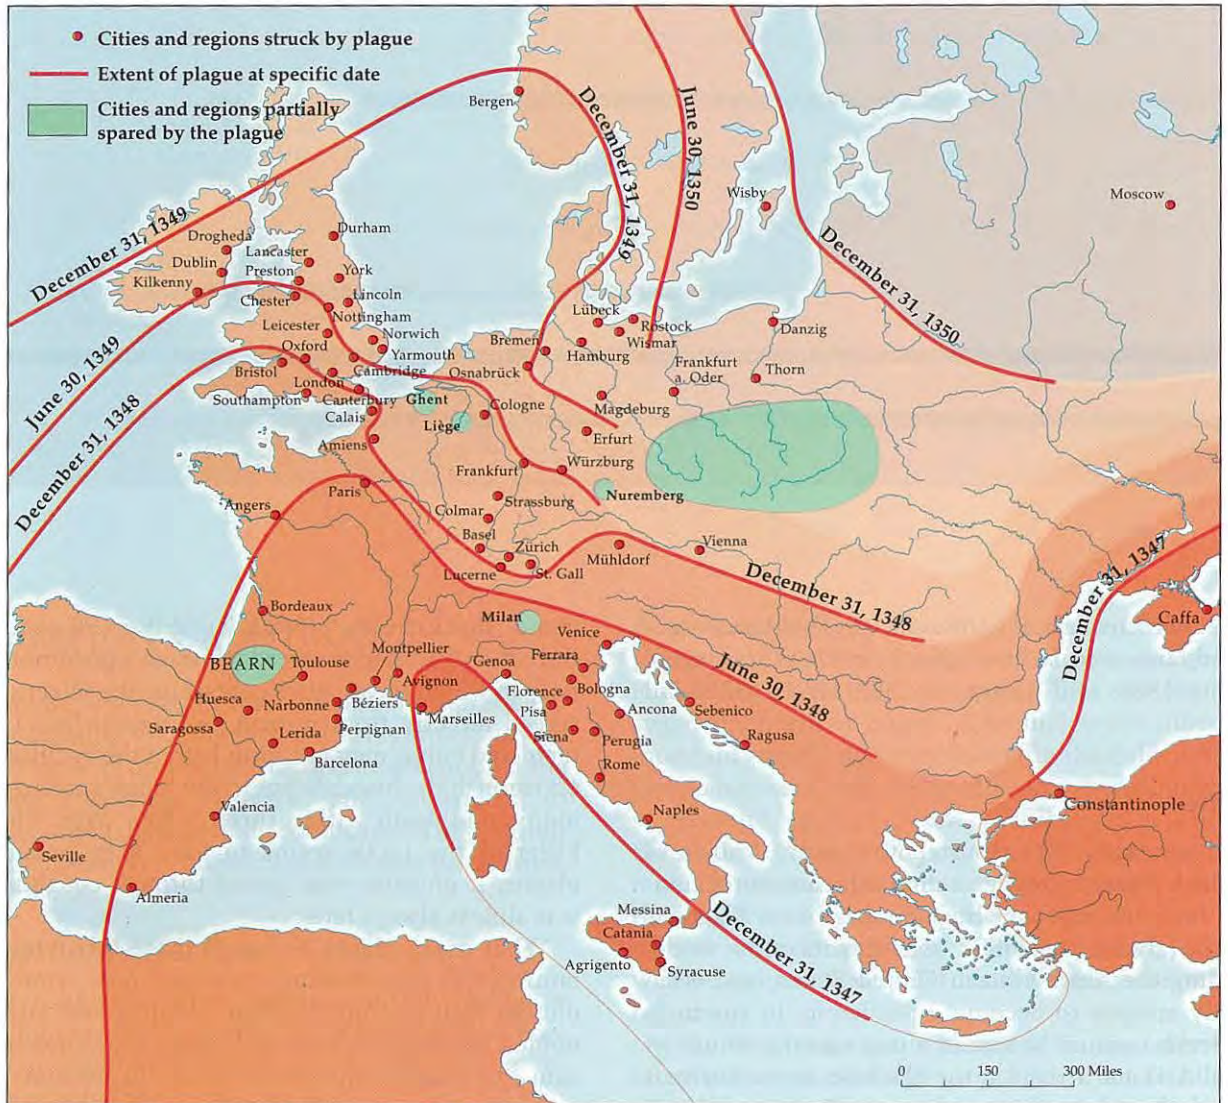 Cities and regions struck by plague
Extent of plague at specific date
Cities and regions partially
spared by the plague
Bergen
December 31, 1349
June 30, 1350
Wisby
Moscow
December 31, 1349
Drogheda
Durham
Dublin
Lancaster
Kilkenny
Preston
York
Chester
Lincoln
Nottingham
Leicester
Norwich
Oxford
Yarmouth
Bristol
Cambridge
London
Southampton
Canterbury
Calais
Ghent
Liège
Amiens
June 30, 1349
December 31, 1348
Lübeck
Rostock
Wismar
Bremen
Hamburg
Osnabrück
Danzig
Frankfurt
a. Oder
Thorn
December 31, 1350
Magdeburg
Cologne
Erfurt
Frankfurt
Würzburg
Nuremberg
Paris
Angers
Strassburg
Colmar
Basel
Zürich
Lucerne
St. Gall
Mühldorf
Vienna
December 31, 1348
December 31, 1347
Caffa
Bordeaux
Milan
Venice
BEARN
Toulouse
Montpellier
Avignon
Genoa
Ferrara
Bologna
June 30, 1348
Huesca
Narbonne
Béziers
Marseilles
Florence
Pisa
Ancona
Sebenico
Saragossa
Lerida
Perpignan
Siena
Perugia
Ragusa
Barcelona
Rome
Valencia
Naples
Constantinople
Seville
Almeria
Messina
Catania
Agrigento
Syracuse
December 31, 1347
0 150 300 Miles